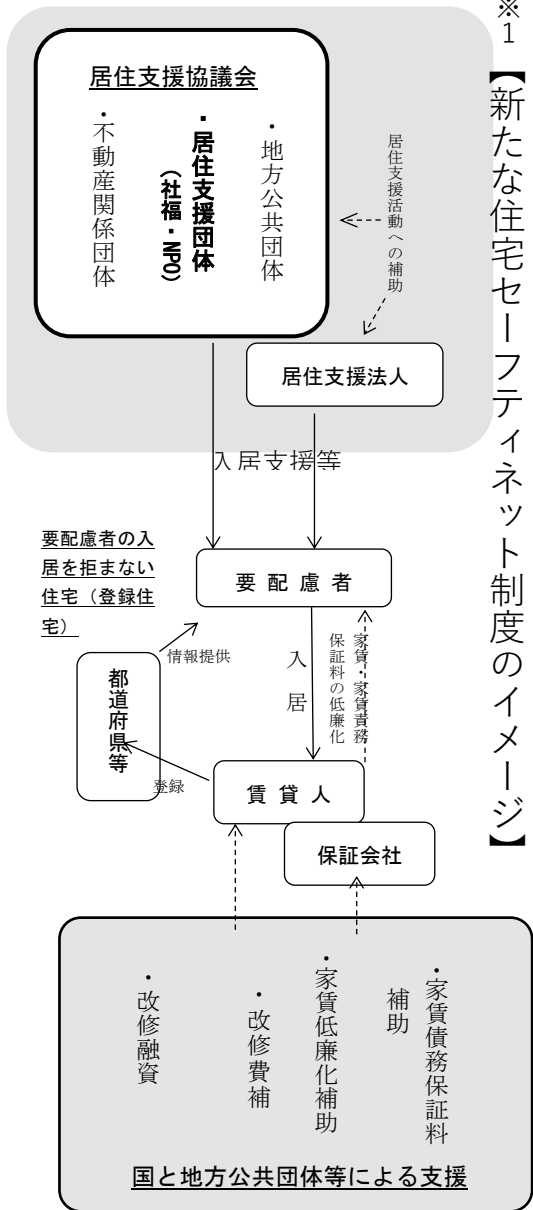 ※1 【新たな住宅セーフティネット制度のイメージ】
居住支援協議会
・地方公共団体
・居住支援団体
(社福・NPO)
・不動産関係団体
居住支援活動への補助
居住支援法人
入居支援等
要配慮者の入
居を拒まない
住宅(登録住
宅)
要配慮者
情報提供
都道府県等
入居
家賃・家賃責務
保証料の低廉化
登録
賃貸人
保証会社
・家賃債務保証料
補助
・家賃低廉化補助
・改修費補
・改修融資
国と地方公共団体等による支援